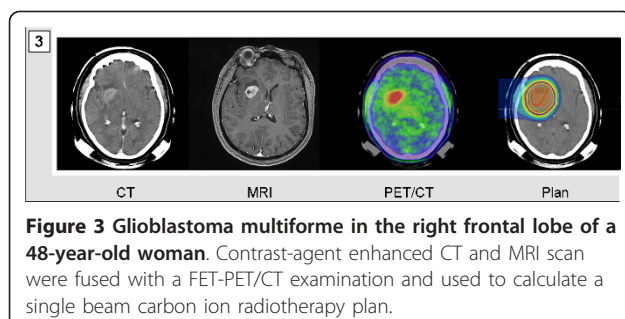 3
CT MRI PET/CT Plan
Figure 3 Glioblastoma multiforme in the right frontal lobe of a
48-year-old woman. Contrast-agent enhanced CT and MRI scan
were fused with a FET-PET/CT examination and used to calculate a
single beam carbon ion radiotherapy plan.